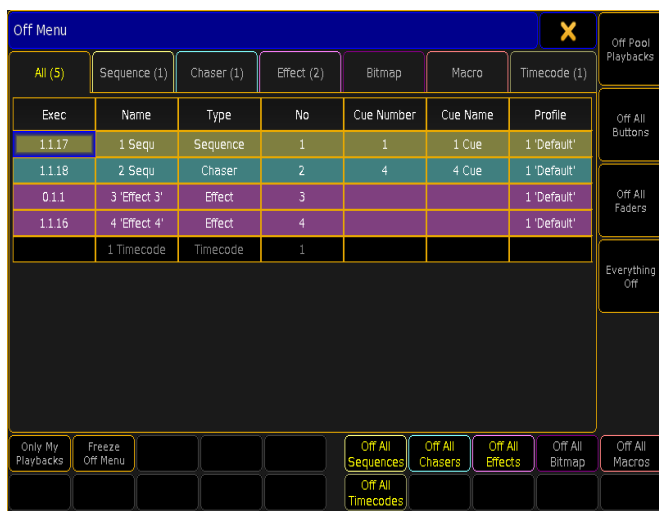 Off Menu
Off Pool
Playbacks
All (5) Sequence (1) Chaser (1) Effect (2) Bitmap Macro Timecode (1)
Exec Name Type No Cue Number Cue Name Profile
Off All
Buttons
1.1.17 1 Sequ Sequence 1 1 1 Cue 1 'Default'
1.1.18 2 Sequ Chaser 2 4 4 Cue 1 'Default'
0.1.1 3 'Effect 3' Effect 3 1 'Default'
Off All
Faders
1.1.16 4 'Effect 4' Effect 4 1 'Default'
1 Timecode Timecode 1
Everything
Off
Only My
Playbacks
Freeze
Off Menu
Off All
Sequences
Off All
Chasers
Off All
Effects
Off All
Bitmap
Off All
Macros
Off All
Timecodes